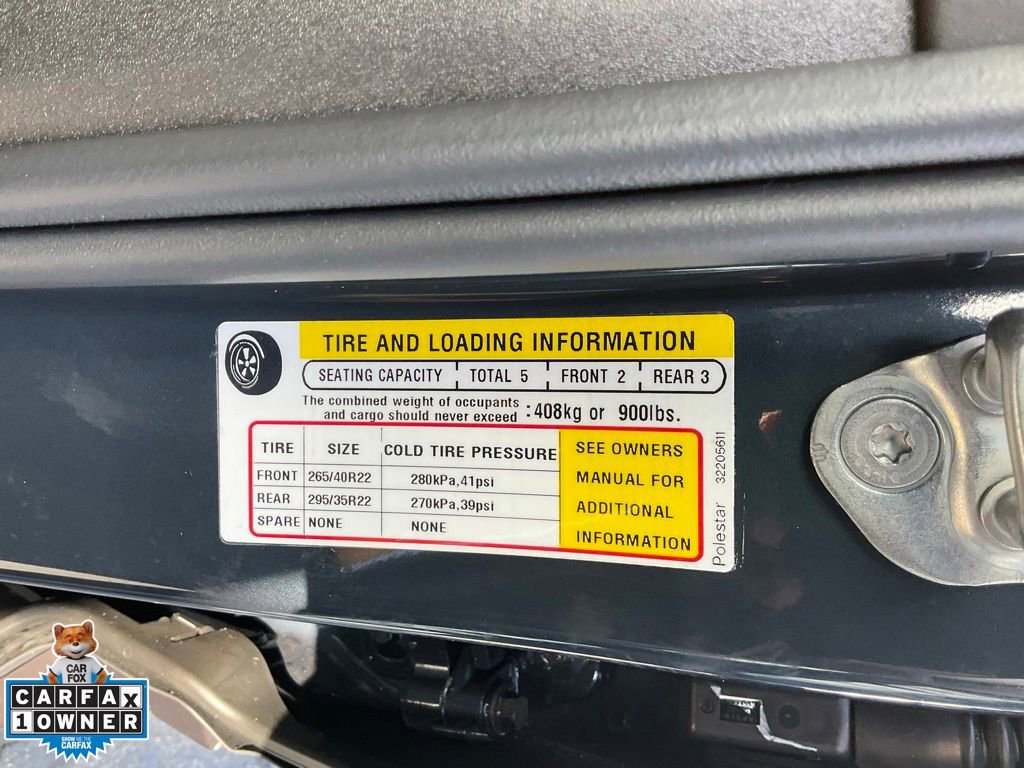 TIRE AND LOADING INFORMATION
SEATING CAPACITY TOTAL 5 FRONT 2 REAR 3
The combined weight of occupants
and cargo should never exceed : 408kg or 900lbs.
TIRE SIZE COLD TIRE PRESSURE
FRONT 265/40R22 280kPa,41psi
REAR 295/35R22 270kPa,39psi
SPARE NONE NONE
SEE OWNERS
MANUAL FOR
ADDITIONAL
INFORMATION
Polestar 32205611
CAR
FOX
CARFAX
1 OWNER
SHOW ME THE
CARFAX